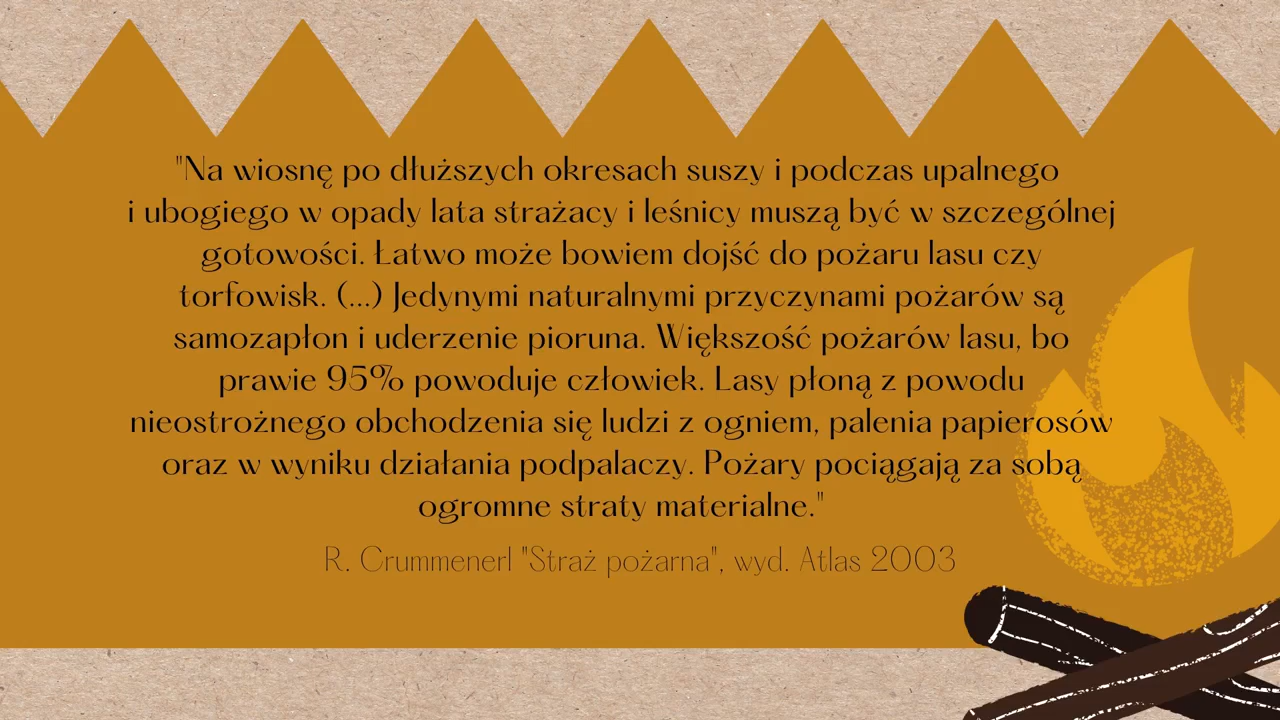 "Na wiosnę po dłuższych okresach suszy i podczas upalnego
i ubogiego w opady lata strażacy i leśnicy muszą być w szczególnej
gotowości. Łatwo może bowiem dojść do pożaru lasu czy
torfowisk. (...) Jedynymi naturalnymi przyczynami pożarów są
samozapłon i uderzenie pioruna. Większość pożarów lasu, bo
prawie 95% powoduje człowiek. Lasy płoną z powodu
nieostrożnego obchodzenia się ludzi z ogniem, palenia papierosów
oraz w wyniku działania podpalaczy. Pożary pociągają za sobą
ogromne straty materialne."
R. Crummenerl "Straż pożarna", wyd. Atlas 2003